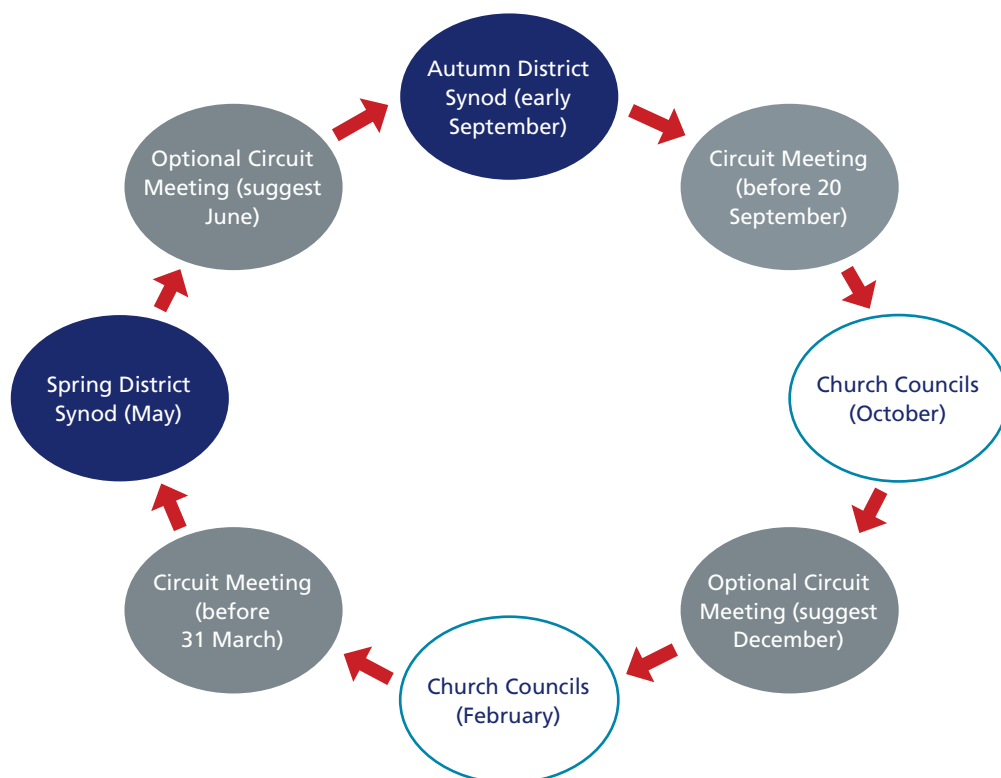 Autumn District
Synod (early
September)
Circuit Meeting
(before 20
September)
Church Councils
(October)
Optional Circuit
Meeting (suggest
December)
Church Councils
(February)
Circuit Meeting
(before
31 March)
Spring District
Synod (May)
Optional Circuit
Meeting (suggest
June)